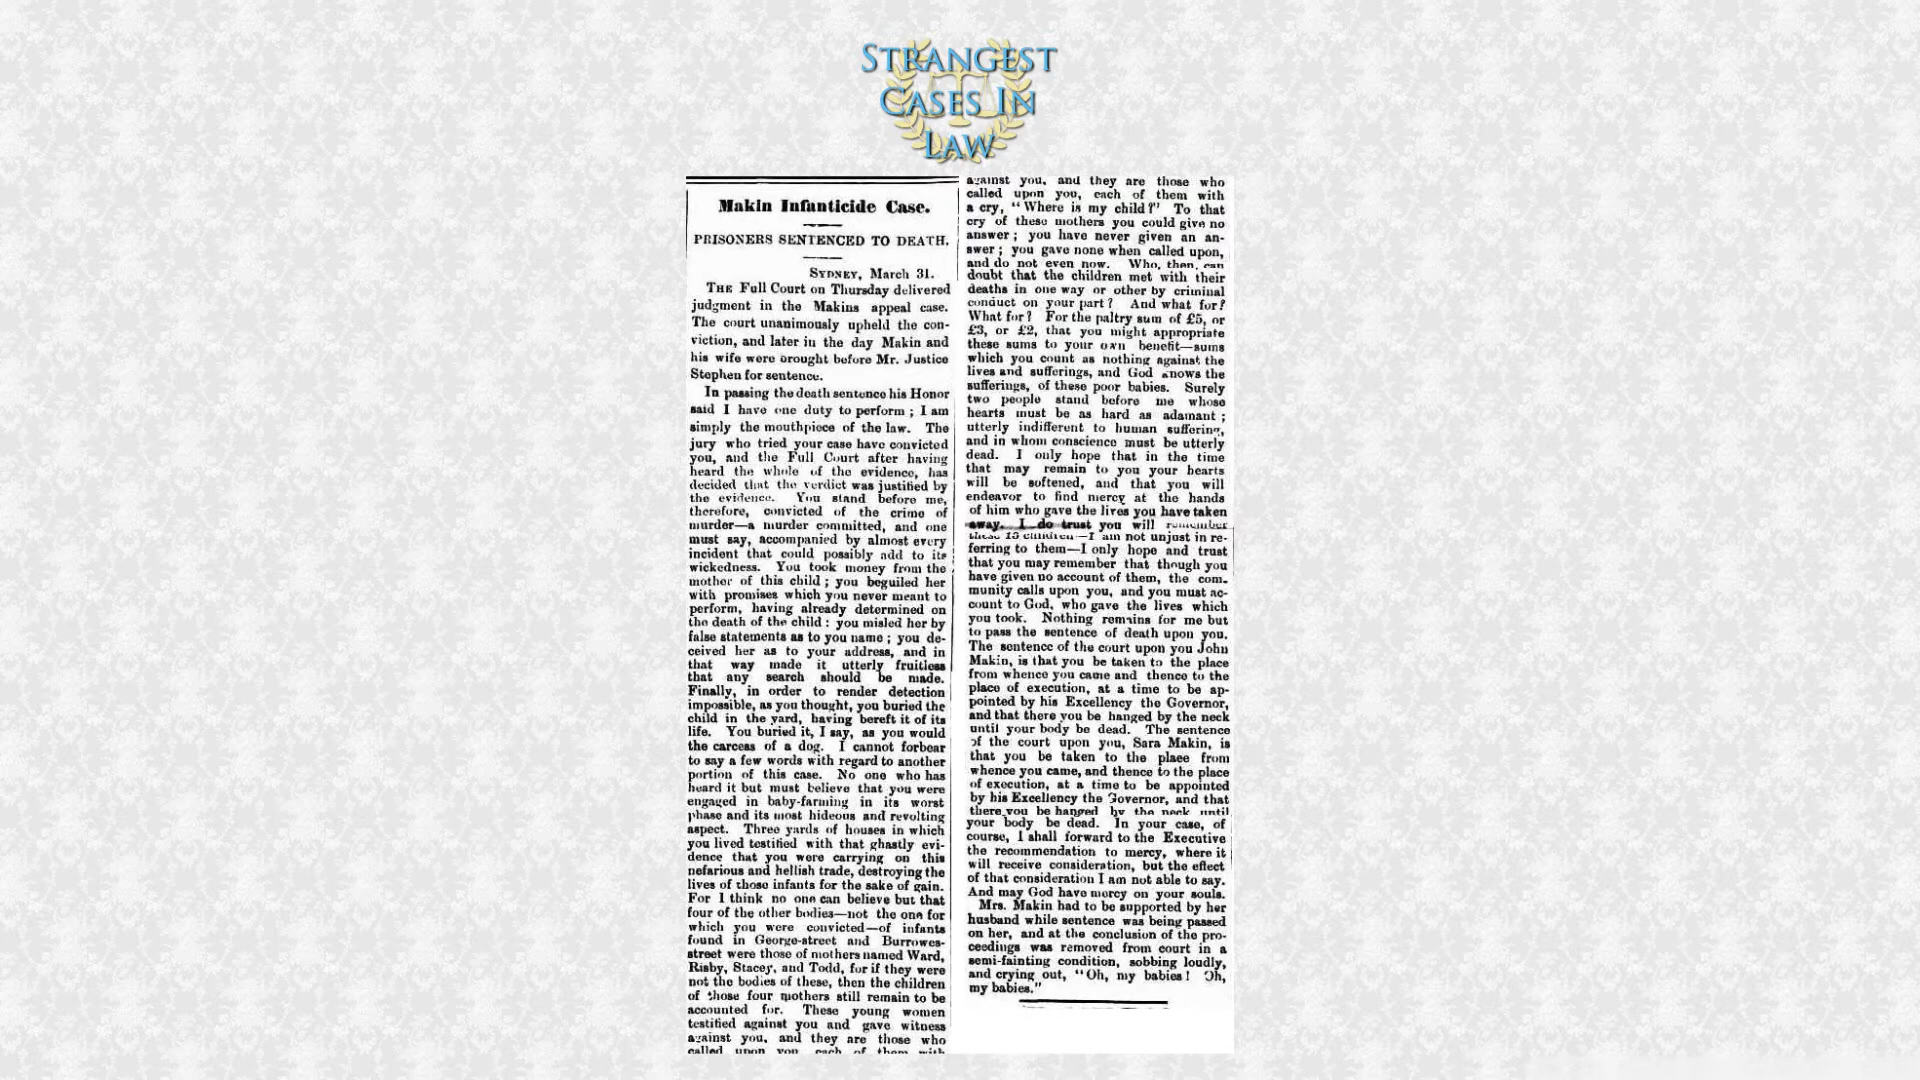 STRANGEST
CASES IN
LAW
Makin Infanticide Case.
PRISONERS SENTENCED TO DEATH.
SYDNEY, March 31.
THE Full Court on Thursday delivered
judgment in the Makins appeal case.
The court unanimously upheld the con-
viction, and later in the day Makin and
his wife were brought before Mr. Justice
Stephen for sentence.
In passing the death sentence his Honor
said I have one duty to perform ; I am
simply the mouthpiece of the law. The
jury who tried your case have convicted
you, and the Full Court after having
heard the whole of the evidence, has
decided that the verdict was justified by
the evidence. You stand before me,
therefore, convicted of the crime of
murder—a murder committed, and one
must say, accompanied by almost every
incident that could possibly add to its
wickedness. You took money from the
mother of this child ; you beguiled her
with promises which you never meant to
perform, having already determined on
the death of the child : you misled her by
false statements as to you name ; you de-
ceived her as to your address, and in
that way made it utterly fruitless
that any search should be made.
Finally, in order to render detection
impossible, as you thought, you buried the
child in the yard, having bereft it of its
life. You buried it, I say, as you would
the carcess of a dog. I cannot forbear
to say a few words with regard to another
portion of this case. No one who has
heard it but must believe that you were
engaged in baby-farming in its worst
phase and its most hideous and revolting
aspect. Three yards of houses in which
you lived testified with that ghastly evi-
dence that you were carrying on this
nefarious and hellish trade, destroying the
lives of those infants for the sake of gain.
For I think no one can believe but that
four of the other bodies—not the one for
which you were convicted—of infants
found in George-street and Burrowes-
street were those of mothers named Ward,
Risby, Stacey, and Todd, for if they were
not the bodies of these, then the children
of those four mothers still remain to be
accounted for. These young women
testified against you and gave witness
against you, and they are those who
called upon you, each of them with
against you, and they are those who
called upon you, each of them with
a cry, "Where is my child?" To that
cry of these mothers you could give no
answer ; you have never given an an-
swer ; you gave none when called upon,
and do not even now. Who, then, can
doubt that the children met with their
deaths in one way or other by criminal
conduct on your part? And what for?
What for? For the paltry sum of £5, or
£3, or £2, that you might appropriate
these sums to your own benefit—sums
which you count as nothing against the
lives and sufferings, and God knows the
sufferings, of these poor babies. Surely
two people stand before me whose
hearts must be as hard as adamant ;
utterly indifferent to human suffering,
and in whom conscience must be utterly
dead. I only hope that in the time
that may remain to you your hearts
will be softened, and that you will
endeavor to find mercy at the hands
of him who gave the lives you have taken
away. I do trust you will remember
these 13 children—I am not unjust in re-
ferring to them—I only hope and trust
that you may remember that though you
have given no account of them, the com-
munity calls upon you, and you must ac-
count to God, who gave the lives which
you took. Nothing remains for me but
to pass the sentence of death upon you.
The sentence of the court upon you John
Makin, is that you be taken to the place
from whence you came and thence to the
place of execution, at a time to be ap-
pointed by his Excellency the Governor,
and that there you be hanged by the neck
until your body be dead. The sentence
of the court upon you, Sara Makin, is
that you be taken to the place from
whence you came, and thence to the place
of execution, at a time to be appointed
by his Excellency the Governor, and that
there you be hanged by the neck until
your body be dead. In your case, of
course, I shall forward to the Executive
the recommendation to mercy, where it
will receive consideration, but the effect
of that consideration I am not able to say.
And may God have mercy on your souls.
Mrs. Makin had to be supported by her
husband while sentence was being passed
on her, and at the conclusion of the pro-
ceedings was removed from court in a
semi-fainting condition, sobbing loudly,
and crying out, "Oh, my babies! Oh,
my babies."